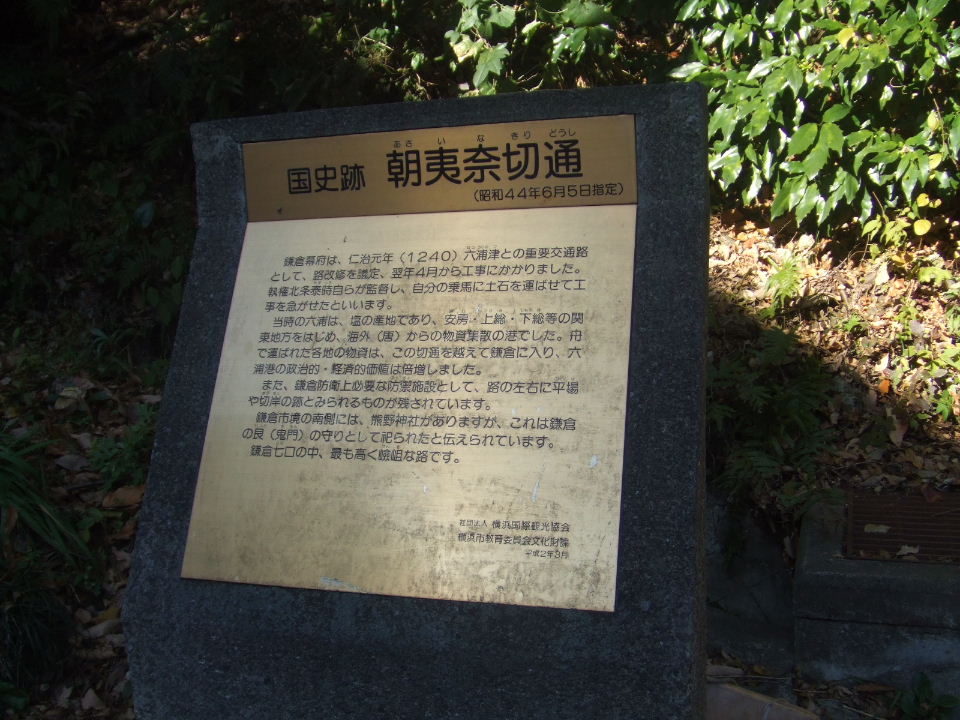 あさ い な きり どうし
国史跡 朝夷奈切通
（昭和44年6月5日指定）
鎌倉幕府は、仁治元年（1240）六浦津との重要交通路
として、路改修を議定、翌年4月から工事にかかりました。
執権北条泰時自らが監督し、自分の乗馬に土石を運ばせて工
事を急がせたといいます。
当時の六浦は、塩の産地であり、安房・上総・下総等の関
東地方をはじめ、海外（唐）からの物資集散の港でした。舟
で運ばれた各地の物資は、この切通を越えて鎌倉に入り、六
浦港の政治的・経済的価値は倍増しました。
また、鎌倉防衛上必要な防禦施設として、路の左右に平場
や切岸の跡とみられるものが残されています。
鎌倉市境の南側には、熊野神社がありますが、これは鎌倉
の艮（鬼門）の守りとして祀られたと伝えられています。
鎌倉七口の中、最も高く嶮岨な路です。
社団法人 横浜国際観光協会
横浜市教育委員会文化財課
平成2年3月